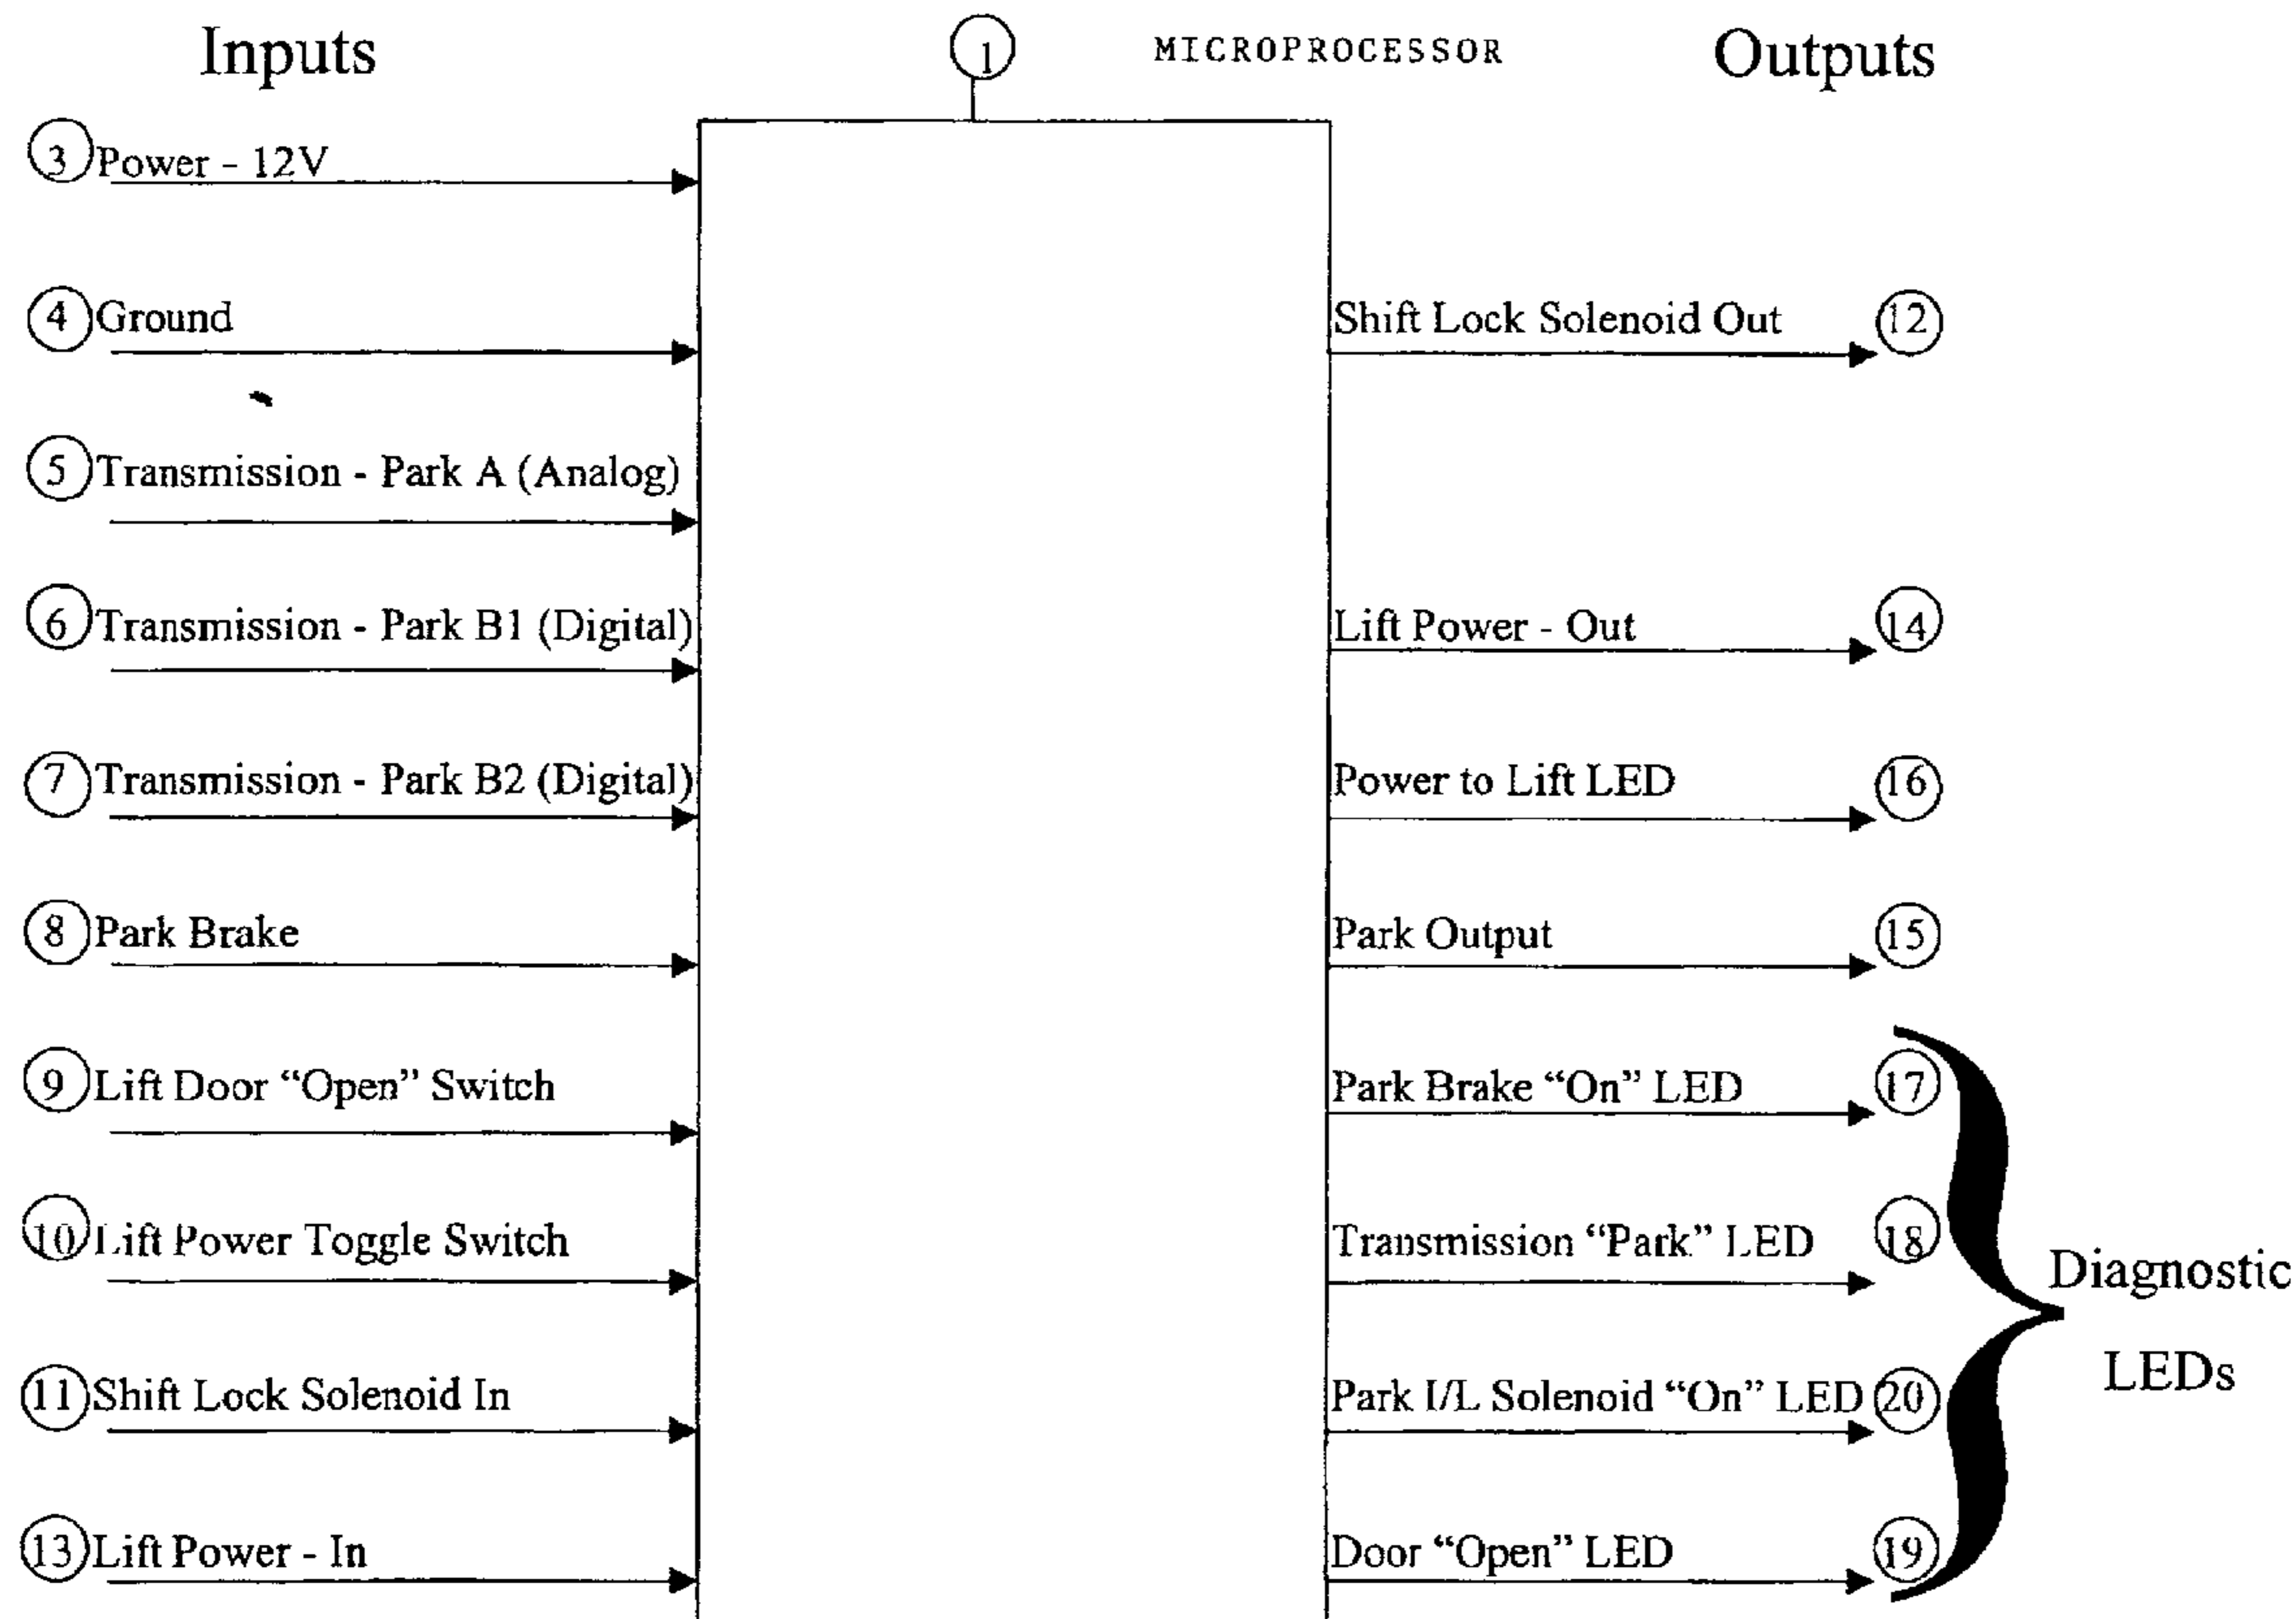 Inputs
1 MICROPROCESSOR
Outputs
3 Power - 12V
4 Ground
5 Transmission - Park A (Analog)
6 Transmission - Park B1 (Digital)
7 Transmission - Park B2 (Digital)
8 Park Brake
9 Lift Door “Open” Switch
10 Lift Power Toggle Switch
11 Shift Lock Solenoid In
13 Lift Power - In
Shift Lock Solenoid Out 12
Lift Power - Out 14
Power to Lift LED 16
Park Output 15
Park Brake “On” LED 17
Transmission “Park” LED 18
Park I/L Solenoid “On” LED 20
Door “Open” LED 19
Diagnostic
LEDs